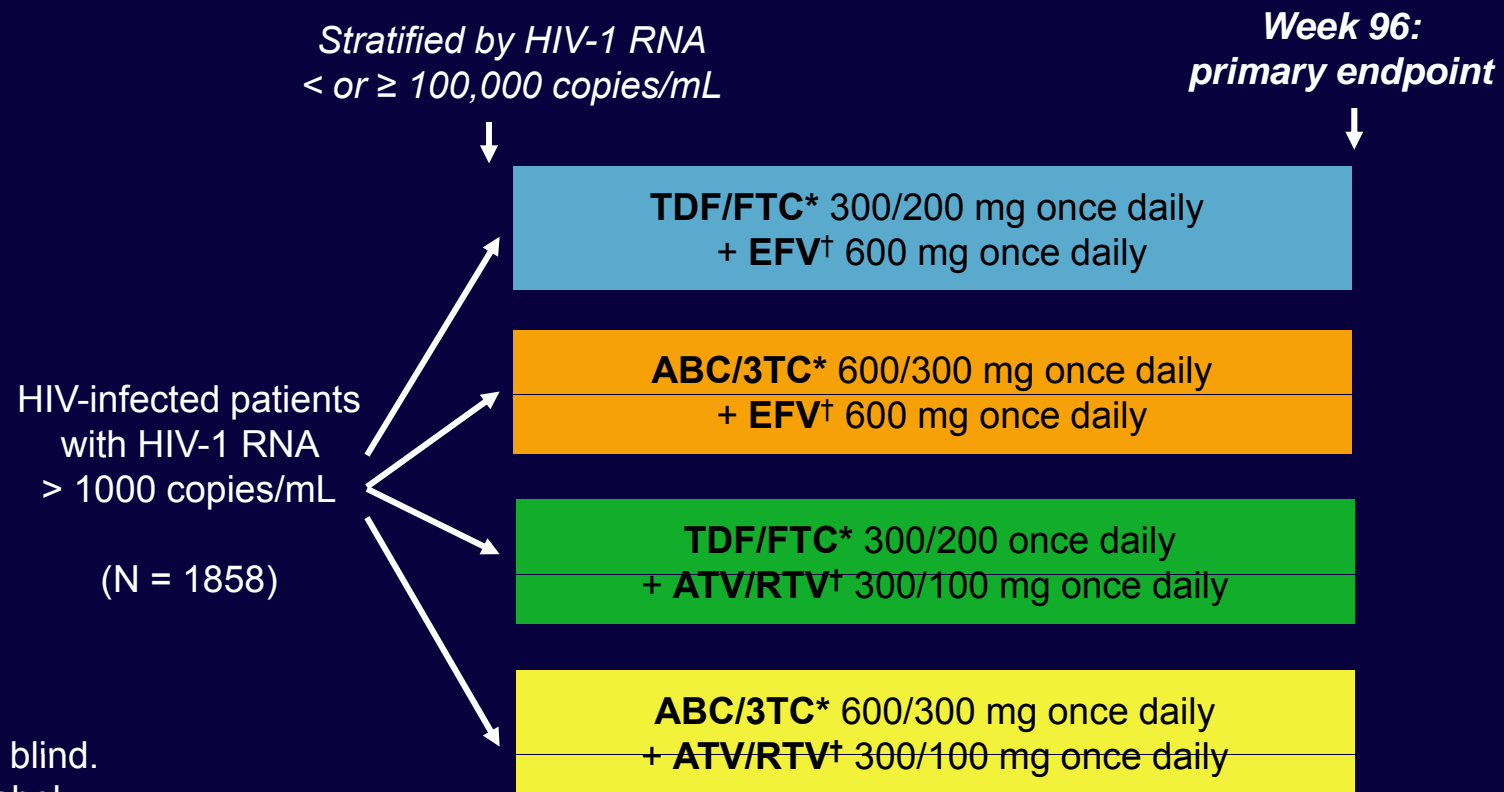 Stratified by HIV-1 RNA
< or ≥ 100,000 copies/mL
Week 96:
primary endpoint
TDF/FTC* 300/200 mg once daily
+ EFV† 600 mg once daily
ABC/3TC* 600/300 mg once daily
+ EFV† 600 mg once daily
HIV-infected patients
with HIV-1 RNA
> 1000 copies/mL
(N = 1858)
TDF/FTC* 300/200 once daily
+ ATV/RTV† 300/100 mg once daily
ABC/3TC* 600/300 mg once daily
+ ATV/RTV† 300/100 mg once daily
blind.